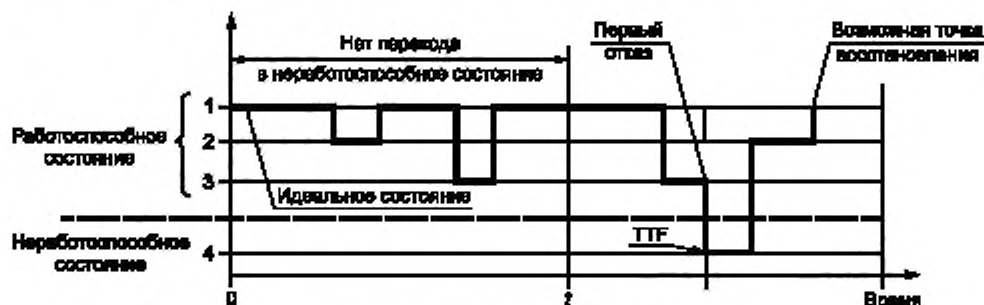 Нет перехода
в неработоспособное состояние
Первый
отказ
Возможная точка
восстановления
Работоспособное
состояние
1
2
3
Идеальное состояние
Неработоспособное
состояние
4
TTF
0
t
Время